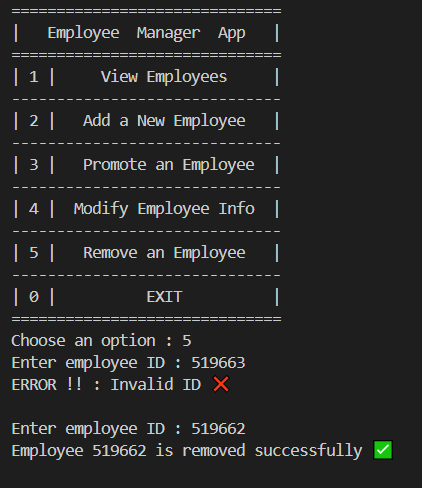 ==============================
|   Employee  Manager  App   |
==============================
| 1 |     View Employees     |
------------------------------
| 2 |   Add a New Employee   |
------------------------------
| 3 |   Promote an Employee  |
------------------------------
| 4 |  Modify Employee Info  |
------------------------------
| 5 |   Remove an Employee   |
------------------------------
| 0 |          EXIT          |
==============================
Choose an option : 5
Enter employee ID : 519663
ERROR !! : Invalid ID ❌
Enter employee ID : 519662
Employee 519662 is removed successfully ✅